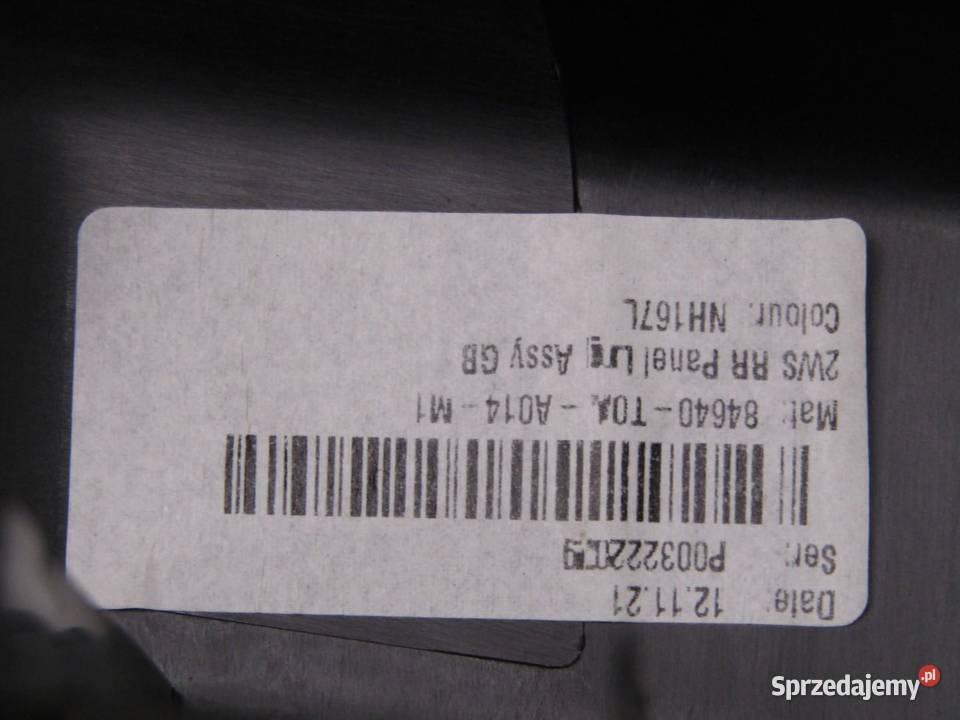 Date: 12.11.21
Ser:
Mat: 84640-T0A-A014-M1
2WS RR Panel Lng Assy GB
Colour: NH167L
Sprzedajemy.pl